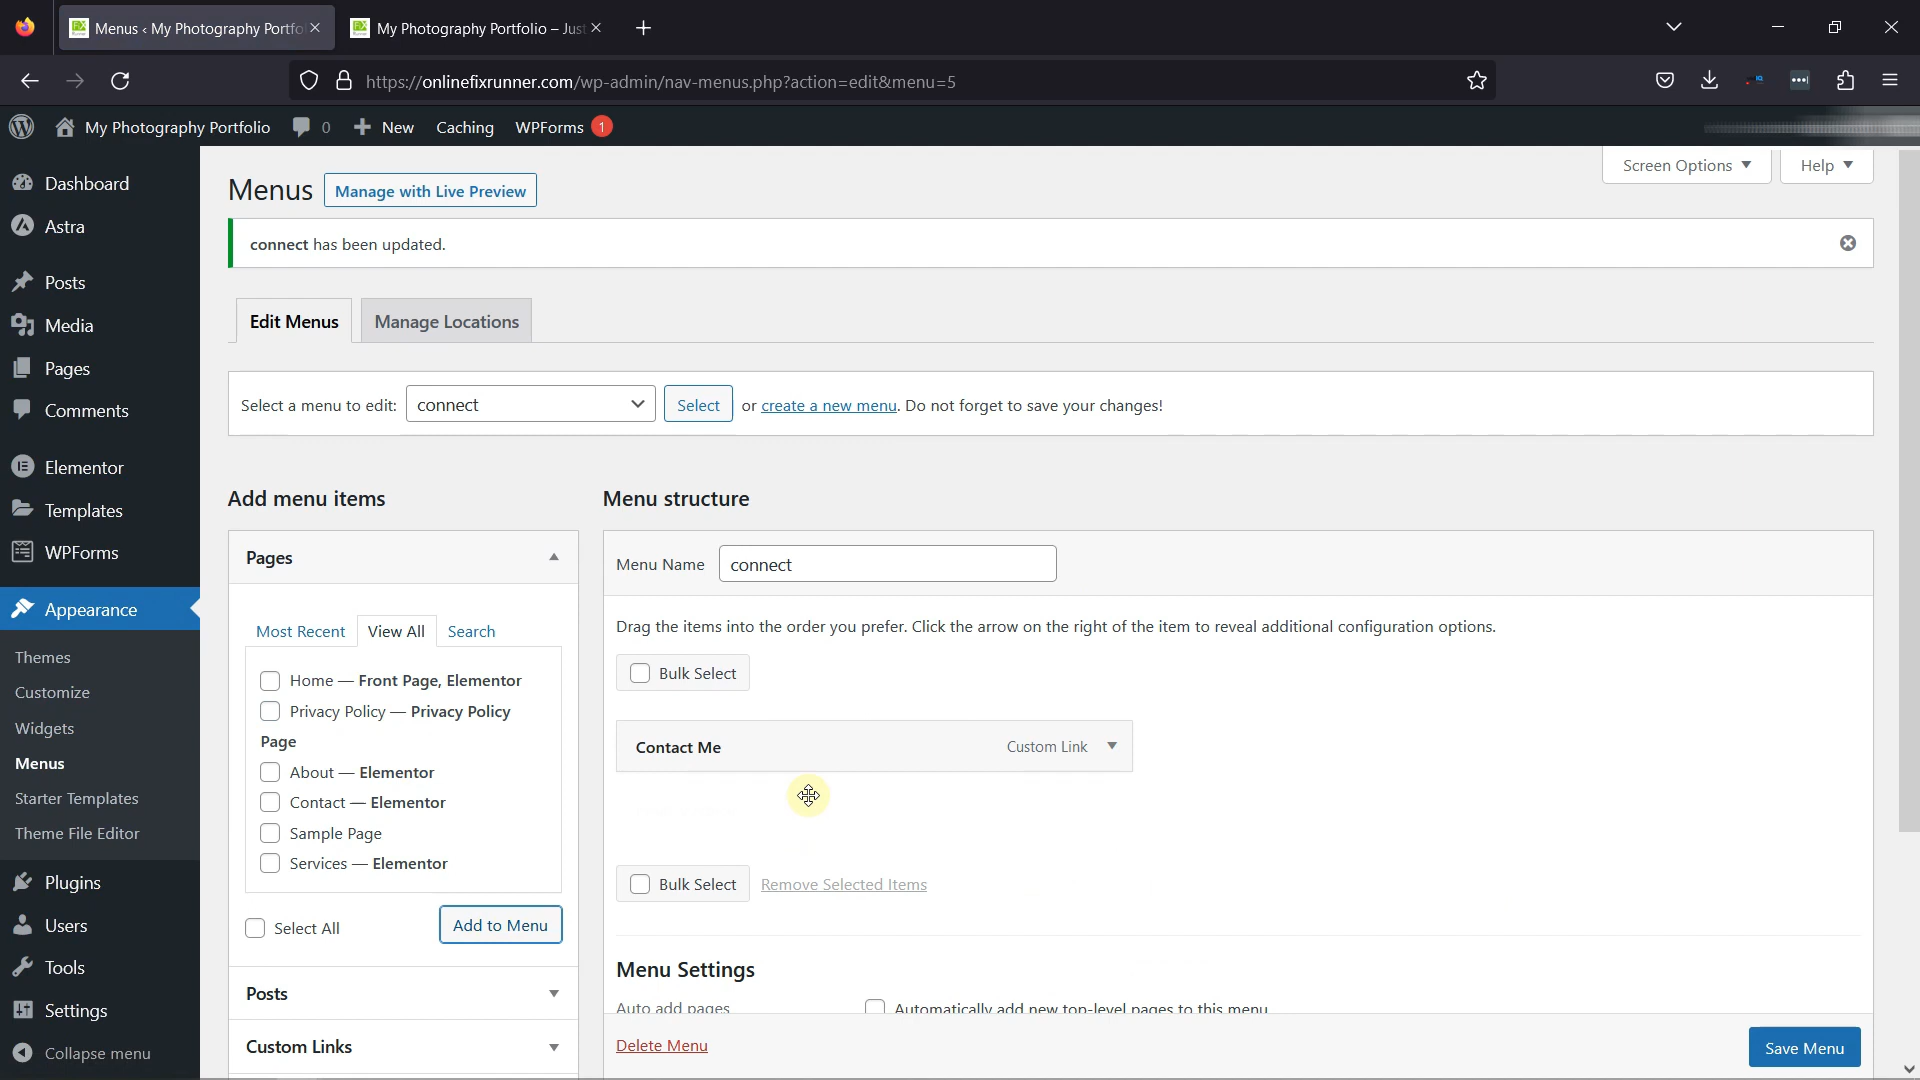 Menus ‹ My Photography Portfo
My Photography Portfolio – Just
https://onlinefixrunner.com/wp-admin/nav-menus.php?action=edit&menu=5
My Photography Portfolio
0
New
Caching
WPForms
1
Dashboard
Astra
Posts
Media
Pages
Comments
Elementor
Templates
WPForms
Appearance
Themes
Customize
Widgets
Menus
Starter Templates
Theme File Editor
Plugins
Users
Tools
Settings
Collapse menu
Screen Options
Help
Menus
Manage with Live Preview
connect has been updated.
Edit Menus
Manage Locations
Select a menu to edit:
connect
Select
or create a new menu. Do not forget to save your changes!
Add menu items
Pages
Most Recent
View All
Search
Home — Front Page, Elementor
Privacy Policy — Privacy Policy
Page
About — Elementor
Contact — Elementor
Sample Page
Services — Elementor
Select All
Add to Menu
Posts
Custom Links
Menu structure
Menu Name
connect
Drag the items into the order you prefer. Click the arrow on the right of the item to reveal additional configuration options.
Bulk Select
Contact Me
Custom Link
Bulk Select
Remove Selected Items
Menu Settings
Auto add pages
Automatically add new top-level pages to this menu
Delete Menu
Save Menu